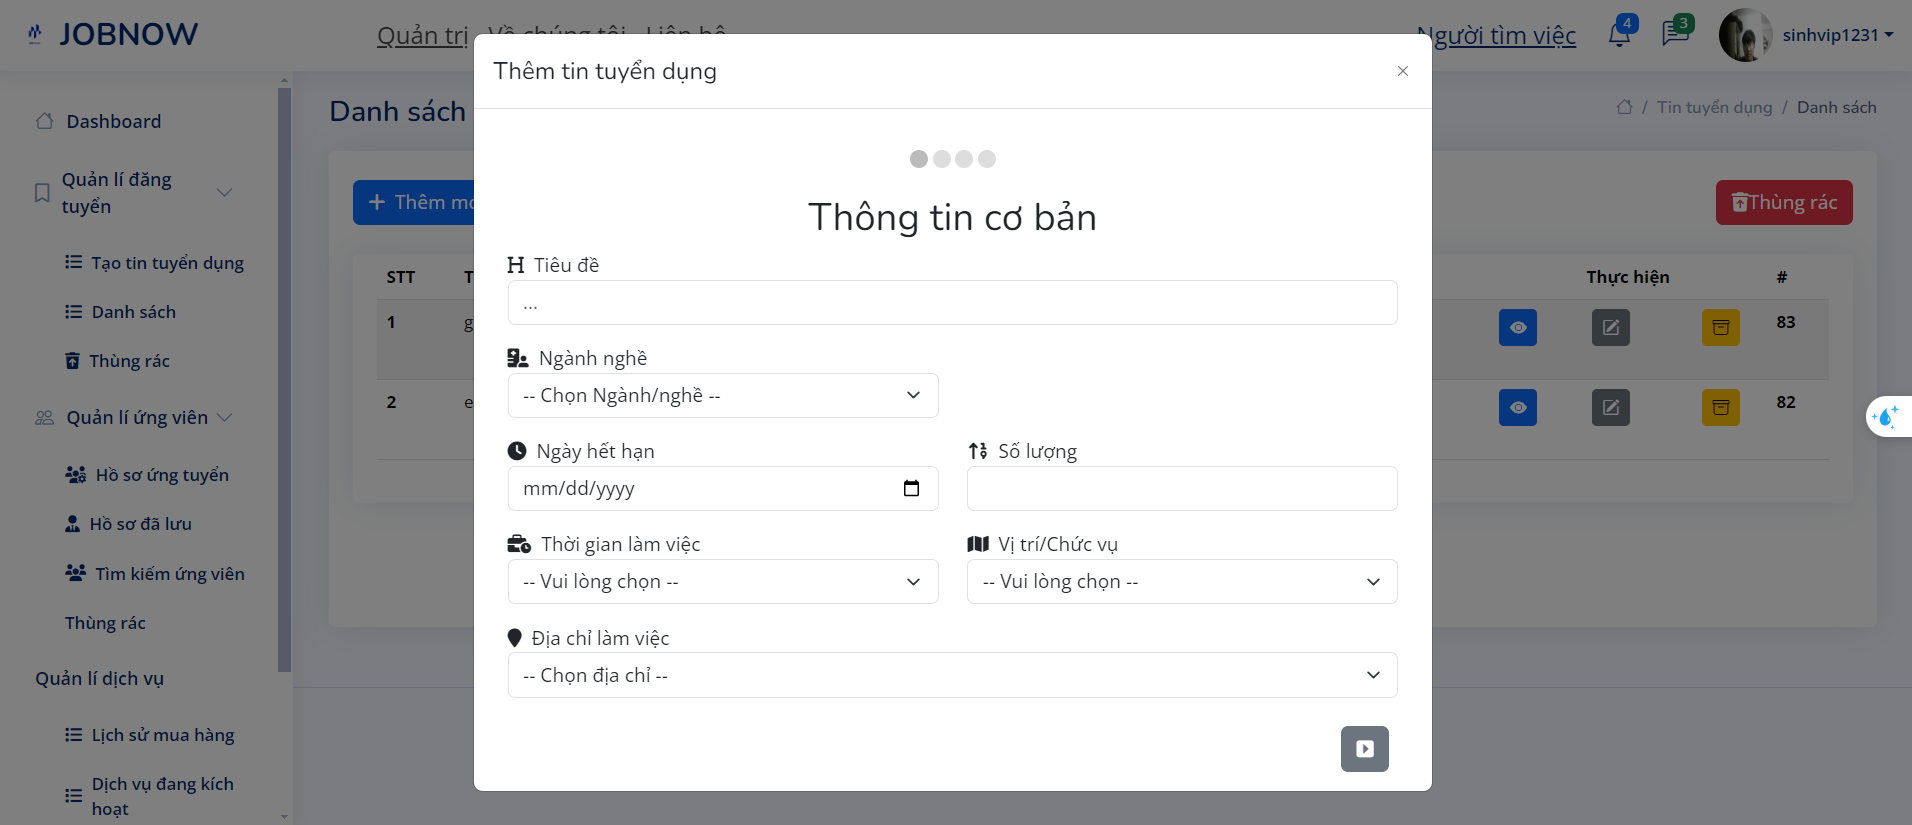 JOBNOW
Quản trị Về chúng tôi Liên hệ
Người tìm việc
4
3
sinhvip1231
Dashboard
Quản lí đăng
tuyển
Tạo tin tuyển dụng
Danh sách
Thùng rác
Quản lí ứng viên
Hồ sơ ứng tuyển
Hồ sơ đã lưu
Tìm kiếm ứng viên
Thùng rác
Quản lí dịch vụ
Lịch sử mua hàng
Dịch vụ đang kích
hoạt
Danh sách
/ Tin tuyển dụng / Danh sách
Thêm
Thùng rác
STT
Thực hiện
#
1
83
2
82
Thêm tin tuyển dụng
Thông tin cơ bản
Tiêu đề
...
Ngành nghề
-- Chọn Ngành/nghề --
Ngày hết hạn
Số lượng
mm/dd/yyyy
Thời gian làm việc
Vị trí/Chức vụ
-- Vui lòng chọn --
-- Vui lòng chọn --
Địa chỉ làm việc
-- Chọn địa chỉ --